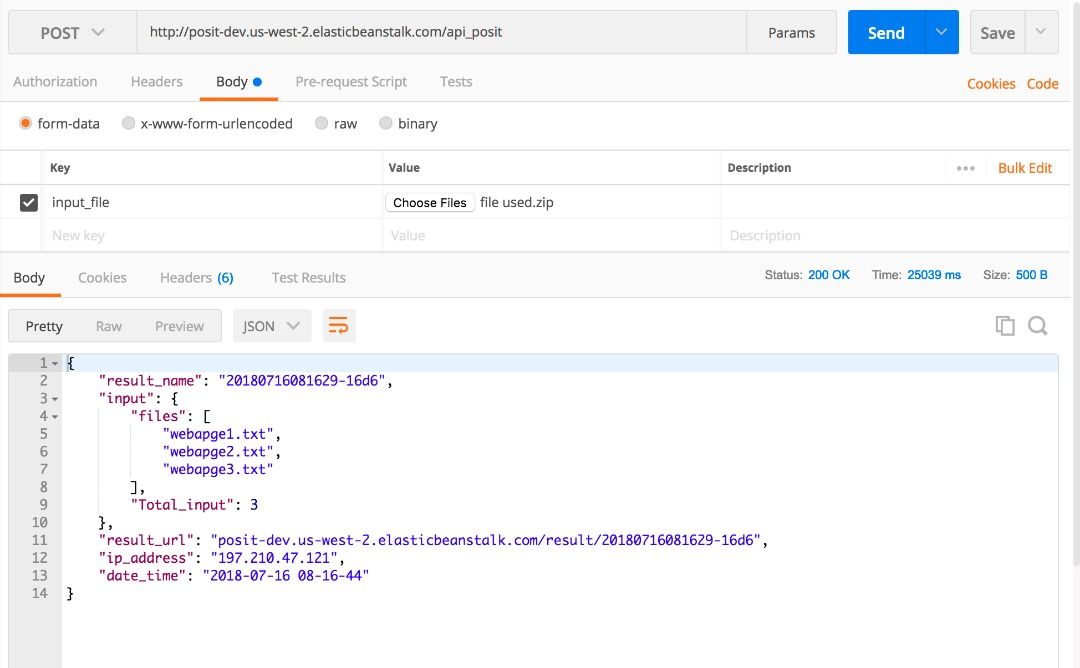 POST http://posit-dev.us-west-2.elasticbeanstalk.com/api_posit Params Send Save
Authorization Headers Body Pre-request Script Tests Cookies Code
form-data x-www-form-urlencoded raw binary
Key Value Description ••• Bulk Edit
input_file Choose Files file used.zip
New key Value Description
Body Cookies Headers (6) Test Results Status: 200 OK Time: 25039 ms Size: 500 B
Pretty Raw Preview JSON
1 {
2 "result_name": "20180716081629-16d6",
3 "input": {
4 "files": [
5 "webapge1.txt",
6 "webapge2.txt",
7 "webapge3.txt"
8 ],
9 "Total_input": 3
10 },
11 "result_url": "posit-dev.us-west-2.elasticbeanstalk.com/result/20180716081629-16d6",
12 "ip_address": "197.210.47.121",
13 "date_time": "2018-07-16 08-16-44"
14 }